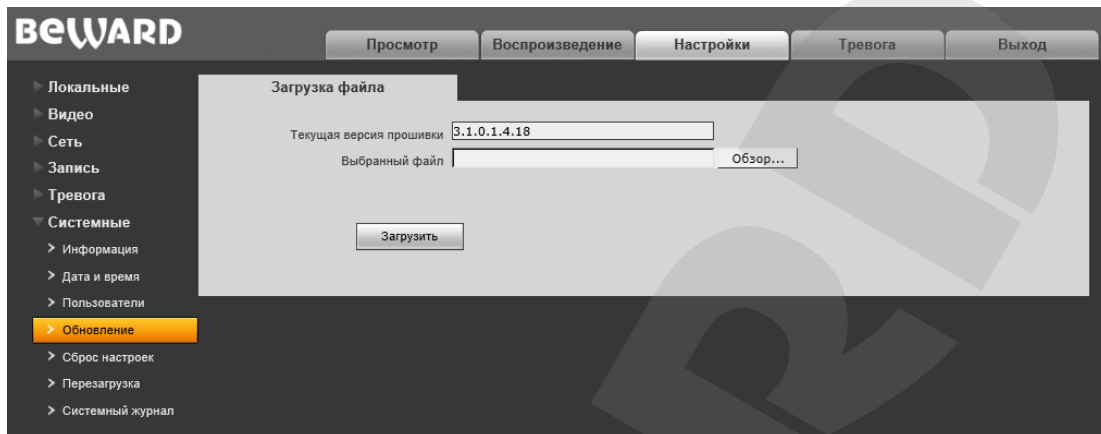 BEWARD
Просмотр Воспроизведение Настройки Тревога Выход
Локальные
Видео
Сеть
Запись
Тревога
Системные
Информация
Дата и время
Пользователи
Обновление
Сброс настроек
Перезагрузка
Системный журнал
Загрузка файла
Текущая версия прошивки 3.1.0.1.4.18
Выбранный файл Обзор...
Загрузить